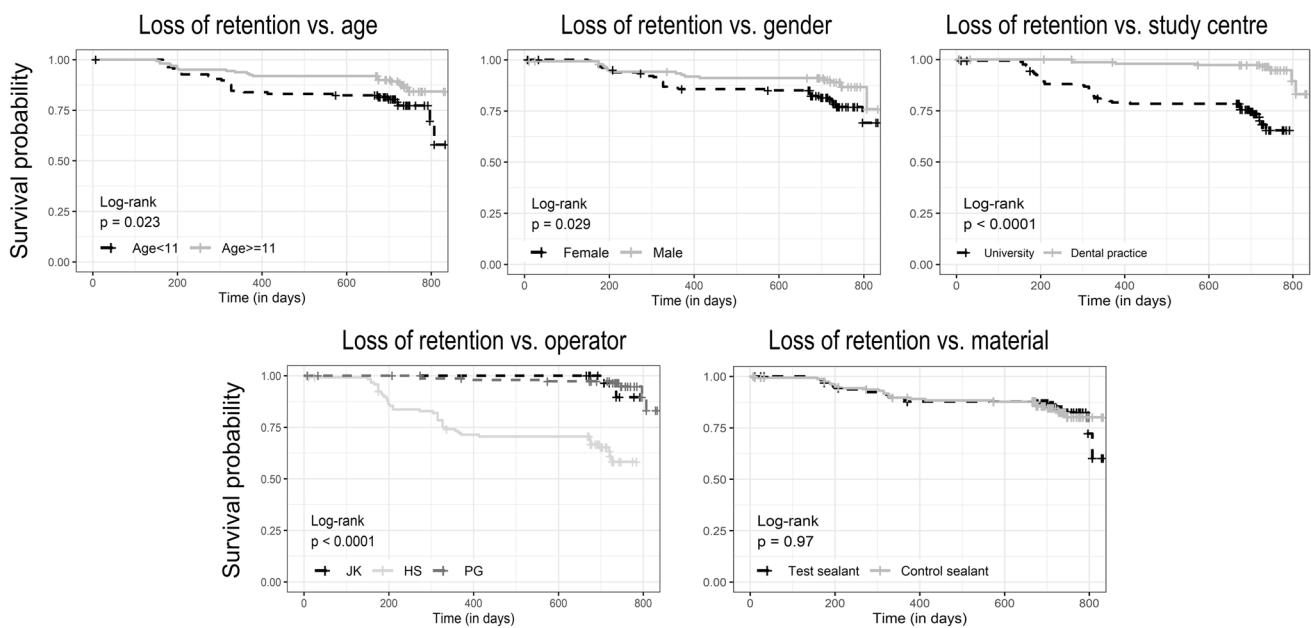 Loss of retention vs. age
Survival probability
1.00
0.75
0.50
0.25
0.00
Log-rank
p = 0.023
Age<11 Age>=11
0 200 400 600 800
Time (in days)
Loss of retention vs. gender
1.00
0.75
0.50
0.25
0.00
Log-rank
p = 0.029
Female Male
0 200 400 600 800
Time (in days)
Loss of retention vs. study centre
1.00
0.75
0.50
0.25
0.00
Log-rank
p < 0.0001
University Dental practice
0 200 400 600 800
Time (in days)
Loss of retention vs. operator
Survival probability
1.00
0.75
0.50
0.25
0.00
Log-rank
p < 0.0001
JK HS PG
0 200 400 600 800
Time (in days)
Loss of retention vs. material
1.00
0.75
0.50
0.25
0.00
Log-rank
p = 0.97
Test sealant Control sealant
0 200 400 600 800
Time (in days)